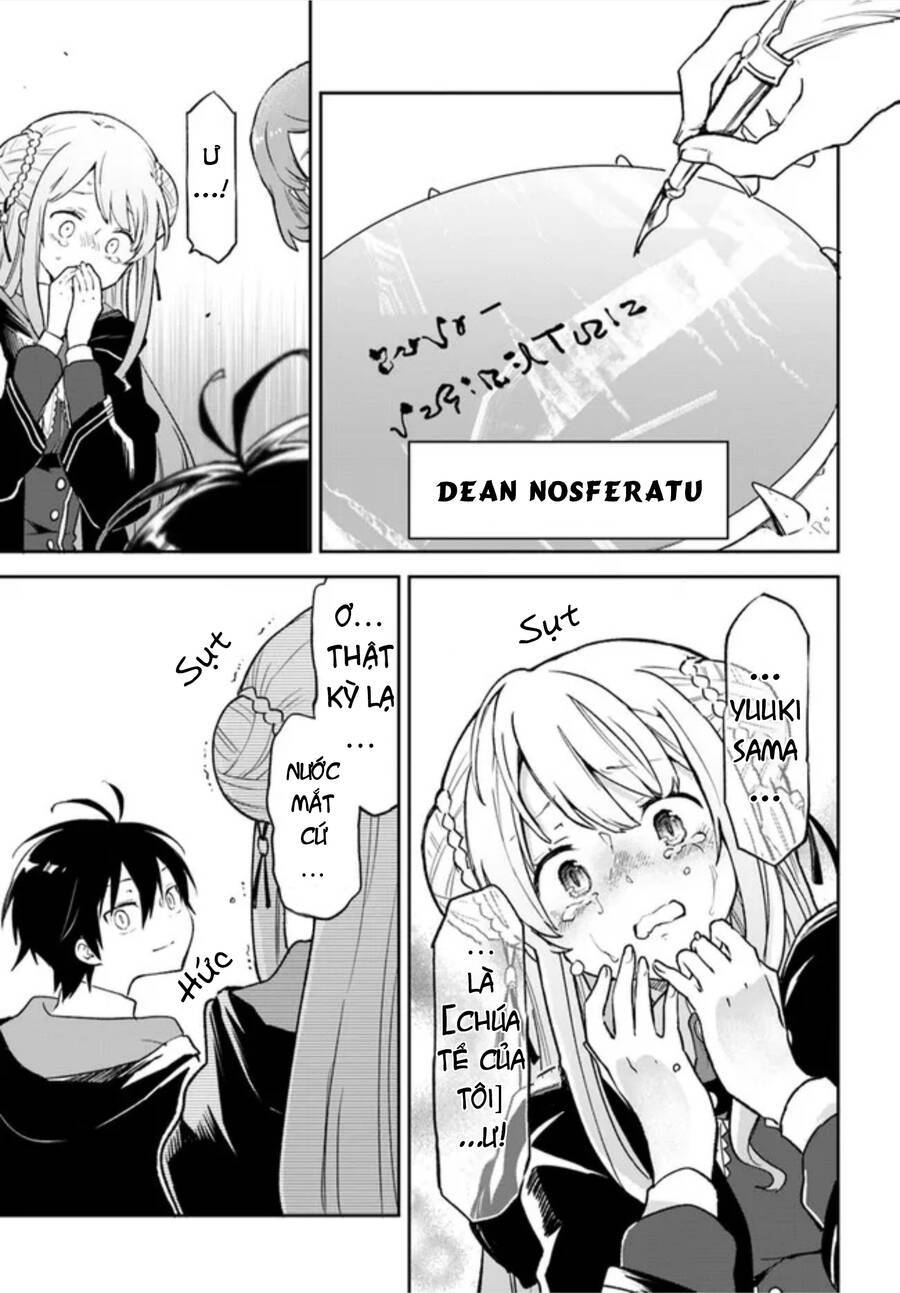 DEAN NOSFERATU
Ư
...!
...
YUUKI
SAMA
...
Sụt
...
LÀ
[CHÚA
TỂ CỦA
TÔI]
...Ư!
Ơ...
THẬT
KỲ LẠ
...
NƯỚC
MẮT
CỨ
...
Sụt
Hức